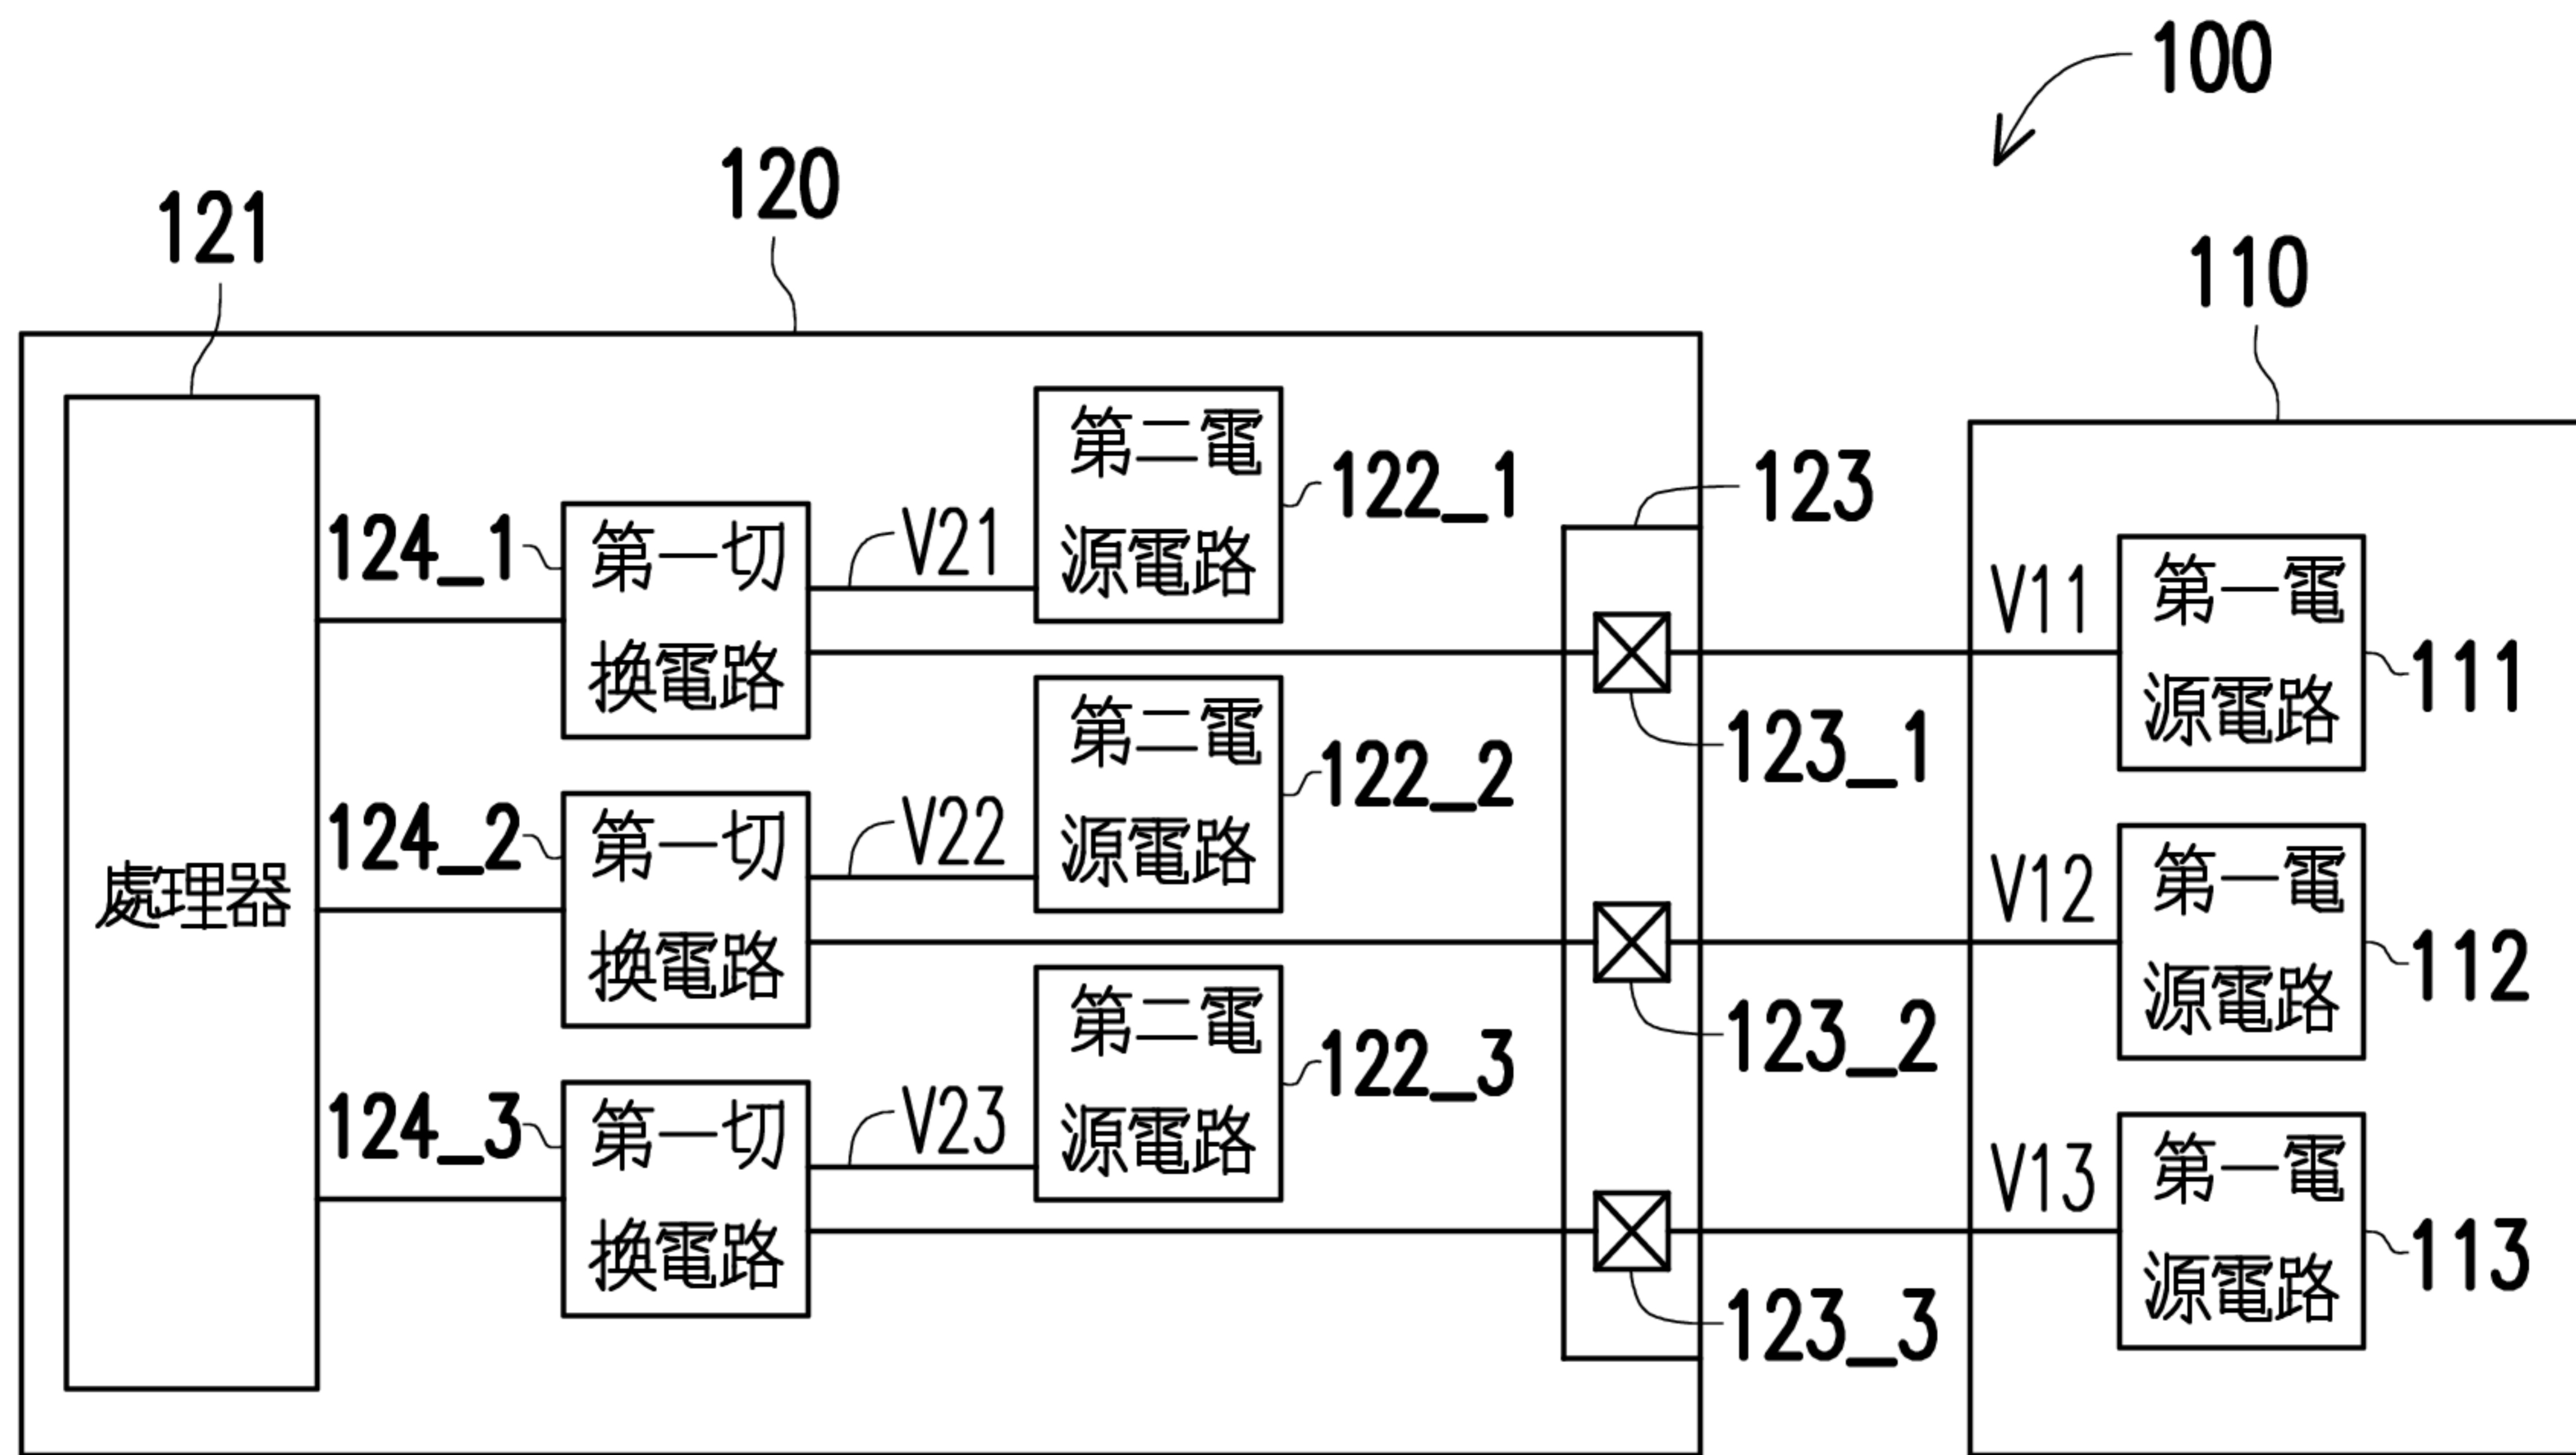 100
120
121
110
第二電
源電路
122_1
123
124_1
第一切
換電路
V21
V11
第一電
源電路
111
123_1
第二電
源電路
122_2
124_2
第一切
換電路
V22
V12
第一電
源電路
112
處理器
123_2
第二電
源電路
122_3
124_3
第一切
換電路
V23
V13
第一電
源電路
113
123_3